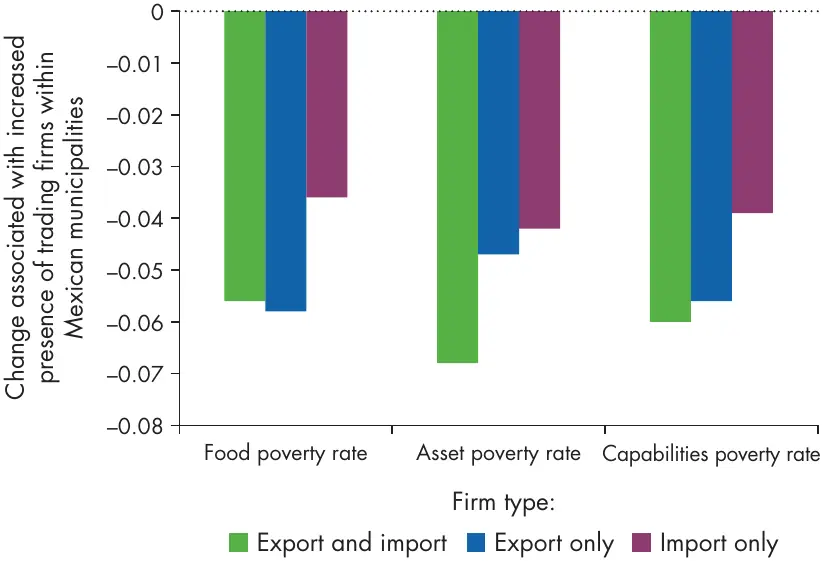 Change associated with increased
presence of trading firms within
Mexican municipalities
0
–0.01
–0.02
–0.03
–0.04
–0.05
–0.06
–0.07
–0.08
Food poverty rate
Asset poverty rate
Capabilities poverty rate
Firm type:
Export and import
Export only
Import only